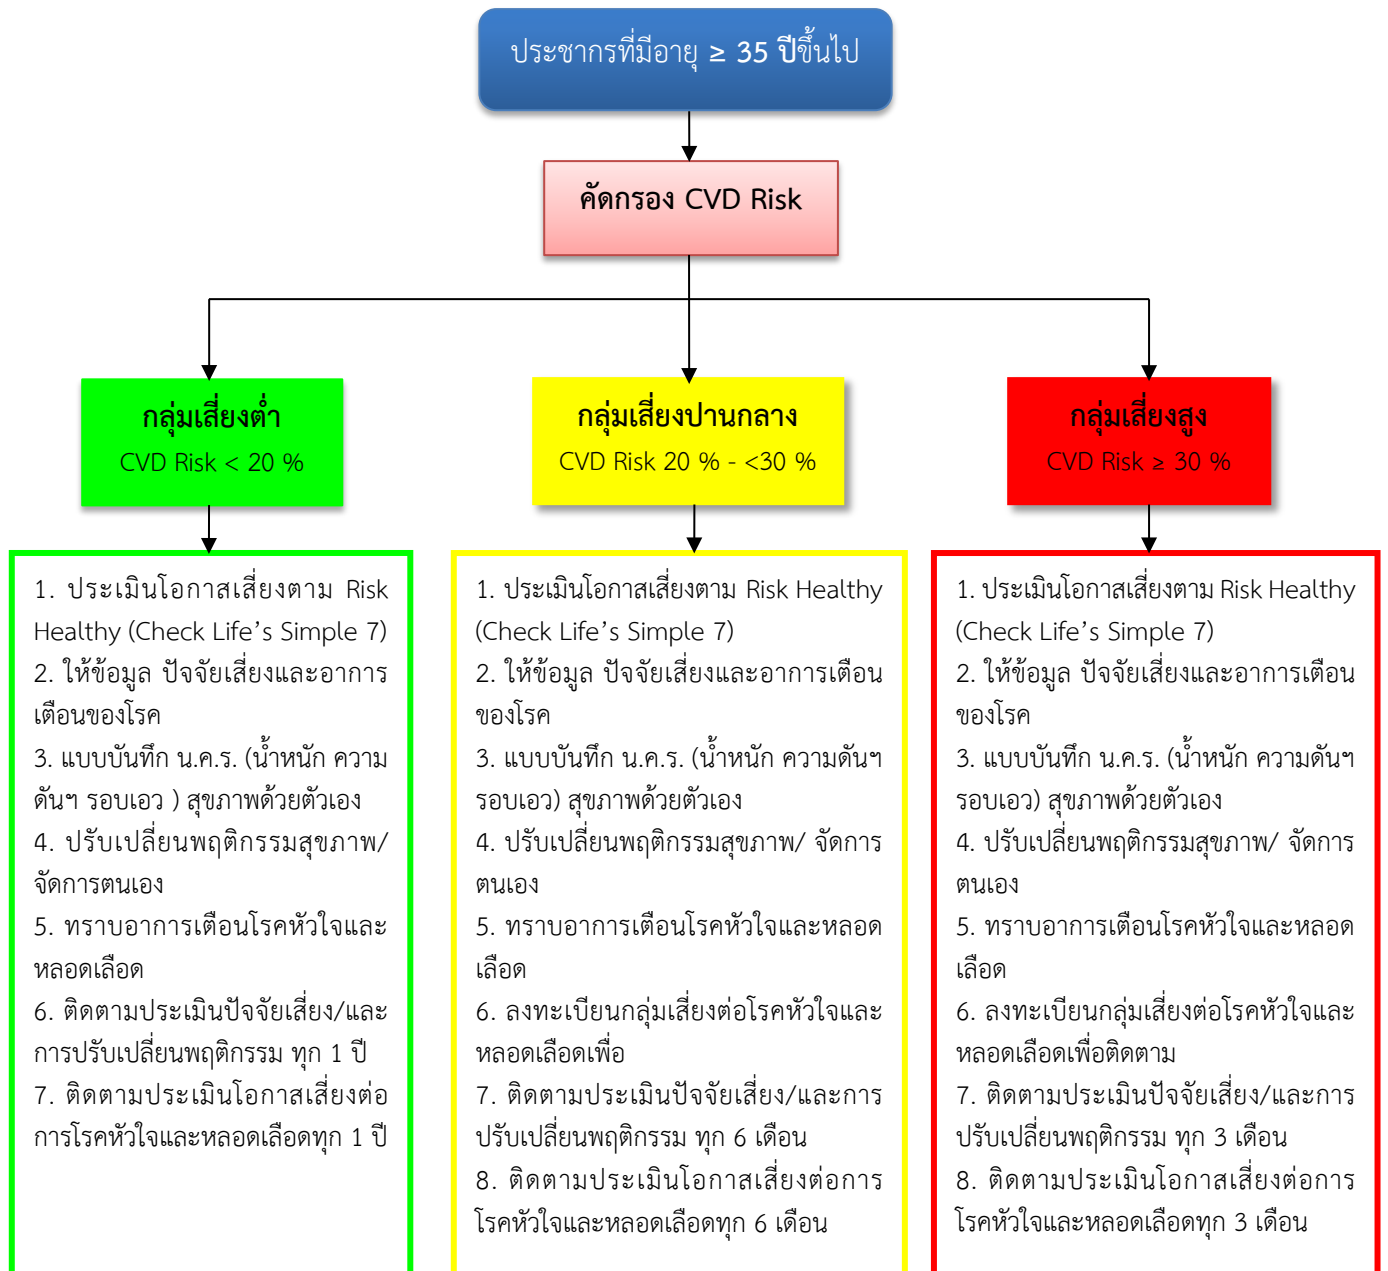 ประชากรที่มีอายุ ≥ 35 ปีขึ้นไป
คัดกรอง CVD Risk
กลุ่มเสี่ยงต่ำ
CVD Risk < 20 %
กลุ่มเสี่ยงปานกลาง
CVD Risk 20 % - <30 %
กลุ่มเสี่ยงสูง
CVD Risk ≥ 30 %
1. ประเมินโอกาสเสี่ยงตาม Risk
Healthy (Check Life’s Simple 7)
2. ให้ข้อมูล ปัจจัยเสี่ยงและอาการ
เตือนของโรค
3. แบบบันทึก น.ค.ร. (น้ำหนัก ความ
ดันฯ รอบเอว ) สุขภาพด้วยตัวเอง
4. ปรับเปลี่ยนพฤติกรรมสุขภาพ/
จัดการตนเอง
5. ทราบอาการเตือนโรคหัวใจและ
หลอดเลือด
6. ติดตามประเมินปัจจัยเสี่ยง/และ
การปรับเปลี่ยนพฤติกรรม ทุก 1 ปี
7. ติดตามประเมินโอกาสเสี่ยงต่อ
การโรคหัวใจและหลอดเลือดทุก 1 ปี
1. ประเมินโอกาสเสี่ยงตาม Risk Healthy
(Check Life’s Simple 7)
2. ให้ข้อมูล ปัจจัยเสี่ยงและอาการเตือน
ของโรค
3. แบบบันทึก น.ค.ร. (น้ำหนัก ความดันฯ
รอบเอว) สุขภาพด้วยตัวเอง
4. ปรับเปลี่ยนพฤติกรรมสุขภาพ/ จัดการ
ตนเอง
5. ทราบอาการเตือนโรคหัวใจและหลอด
เลือด
6. ลงทะเบียนกลุ่มเสี่ยงต่อโรคหัวใจและ
หลอดเลือดเพื่อ
7. ติดตามประเมินปัจจัยเสี่ยง/และการ
ปรับเปลี่ยนพฤติกรรม ทุก 6 เดือน
8. ติดตามประเมินโอกาสเสี่ยงต่อการ
โรคหัวใจและหลอดเลือดทุก 6 เดือน
1. ประเมินโอกาสเสี่ยงตาม Risk Healthy
(Check Life’s Simple 7)
2. ให้ข้อมูล ปัจจัยเสี่ยงและอาการเตือน
ของโรค
3. แบบบันทึก น.ค.ร. (น้ำหนัก ความดันฯ
รอบเอว) สุขภาพด้วยตัวเอง
4. ปรับเปลี่ยนพฤติกรรมสุขภาพ/ จัดการ
ตนเอง
5. ทราบอาการเตือนโรคหัวใจและหลอด
เลือด
6. ลงทะเบียนกลุ่มเสี่ยงต่อโรคหัวใจและ
หลอดเลือดเพื่อติดตาม
7. ติดตามประเมินปัจจัยเสี่ยง/และการ
ปรับเปลี่ยนพฤติกรรม ทุก 3 เดือน
8. ติดตามประเมินโอกาสเสี่ยงต่อการ
โรคหัวใจและหลอดเลือดทุก 3 เดือน